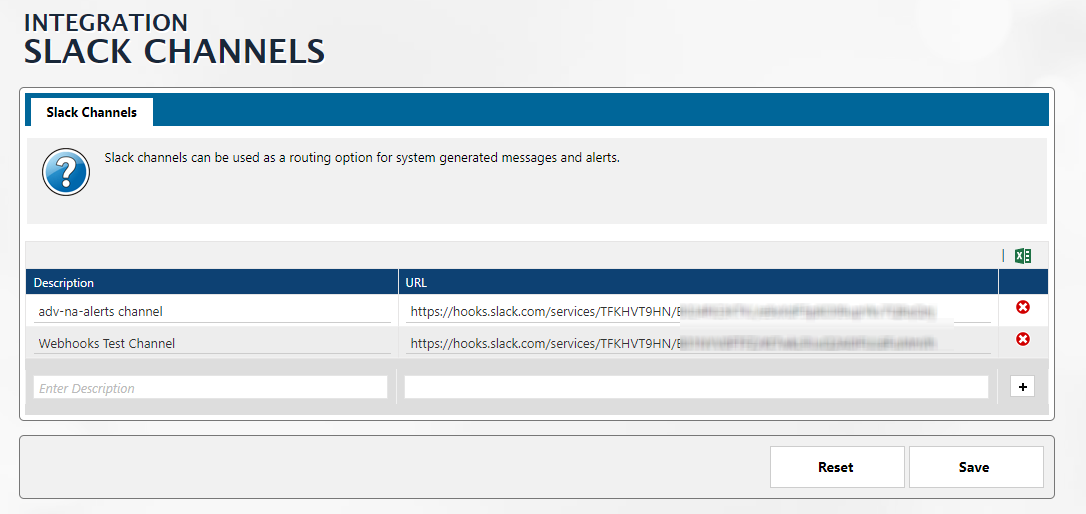 INTEGRATION
SLACK CHANNELS
Slack Channels
Slack channels can be used as a routing option for system generated messages and alerts.
Description URL
adv-na-alerts channel https://hooks.slack.com/services/TFKHVT9HN/
Webhooks Test Channel https://hooks.slack.com/services/TFKHVT9HN/
Enter Description
+
Reset Save